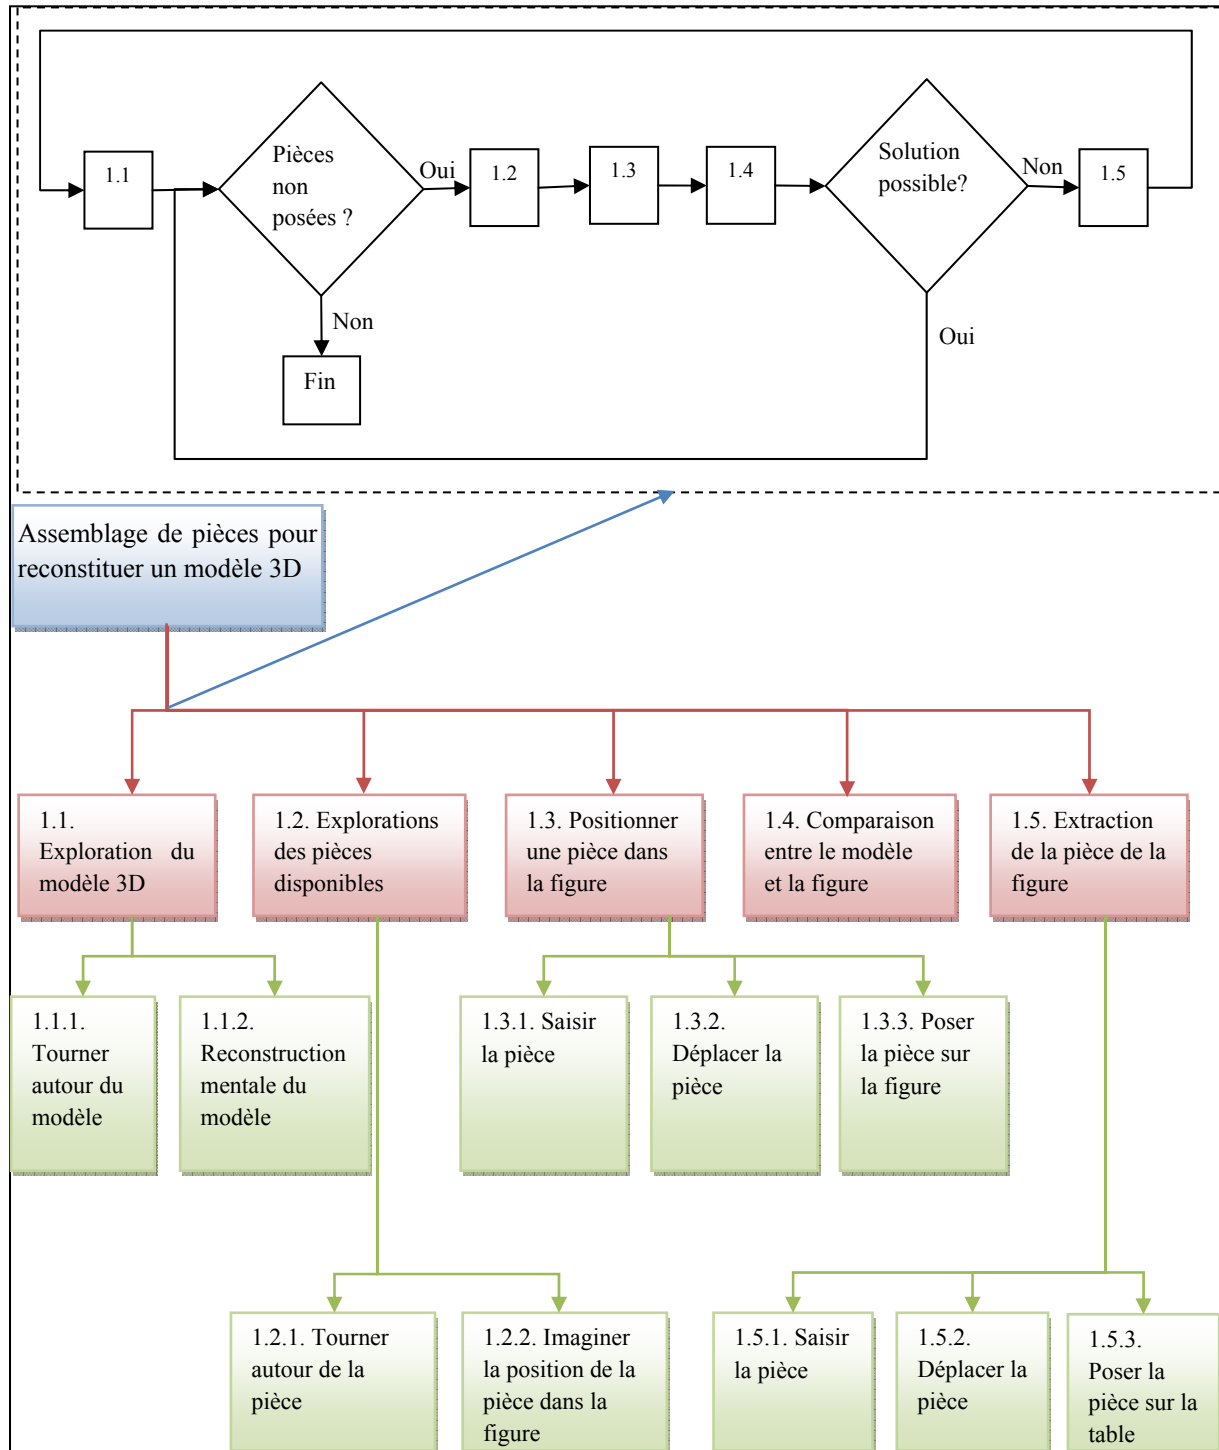 1.1
Pièces
non
posées ?
Oui
1.2
1.3
1.4
Solution
possible?
Non
1.5
Non
Fin
Oui
Assemblage de pièces pour
reconstituer un modèle 3D
1.1.
Exploration du
modèle 3D
1.2. Explorations
des pièces
disponibles
1.3. Positionner
une pièce dans
la figure
1.4. Comparaison
entre le modèle
et la figure
1.5. Extraction
de la pièce de la
figure
1.1.1.
Tourner
autour du
modèle
1.1.2.
Reconstruction
mentale du
modèle
1.3.1. Saisir
la pièce
1.3.2.
Déplacer la
pièce
1.3.3. Poser
la pièce sur
la figure
1.2.1. Tourner
autour de la
pièce
1.2.2. Imaginer
la position de la
pièce dans la
figure
1.5.1. Saisir
la pièce
1.5.2.
Déplacer la
pièce
1.5.3.
Poser la
pièce sur la
table